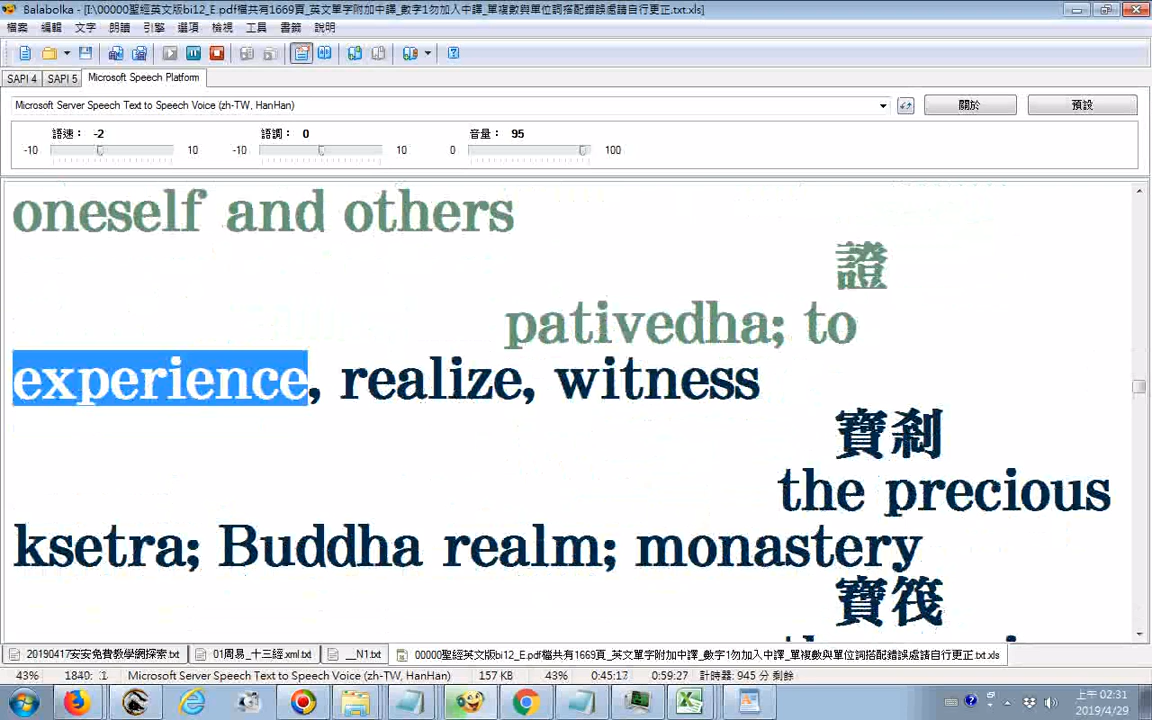 Balabolka - [I:\00000聖經英文版bi12_E.pdf檔共有1669頁_英文單字附加中譯_數字1勿加入中譯_單複數與單位詞搭配錯誤處請自行更正.txt.xls]
檔案 編輯 文字 朗讀 引擎 選項 檢視 工具 書籤 說明
SAPI 4 SAPI 5 Microsoft Speech Platform
Microsoft Server Speech Text to Speech Voice (zh-TW, HanHan) 關於 預設
語速： -2 語調： 0 音量： 95
-10 10 -10 10 0 100
oneself and others
證
pativedha; to
experience, realize, witness
寶剎
the precious
ksetra; Buddha realm; monastery
寶筏
20190417安安免費教學網探索.txt 01周易_十三經.xml.txt __N1.txt 00000聖經英文版bi12_E.pdf檔共有1669頁_英文單字附加中譯_數字1勿加入中譯_單複數與單位詞搭配錯誤處請自行更正.txt.xls
43% 1840: 1 Microsoft Server Speech Text to Speech Voice (zh-TW, HanHan) 157 KB 43% 0:45:17 0:59:27 計時器: 945 分 剩餘
上午 02:31
2019/4/29